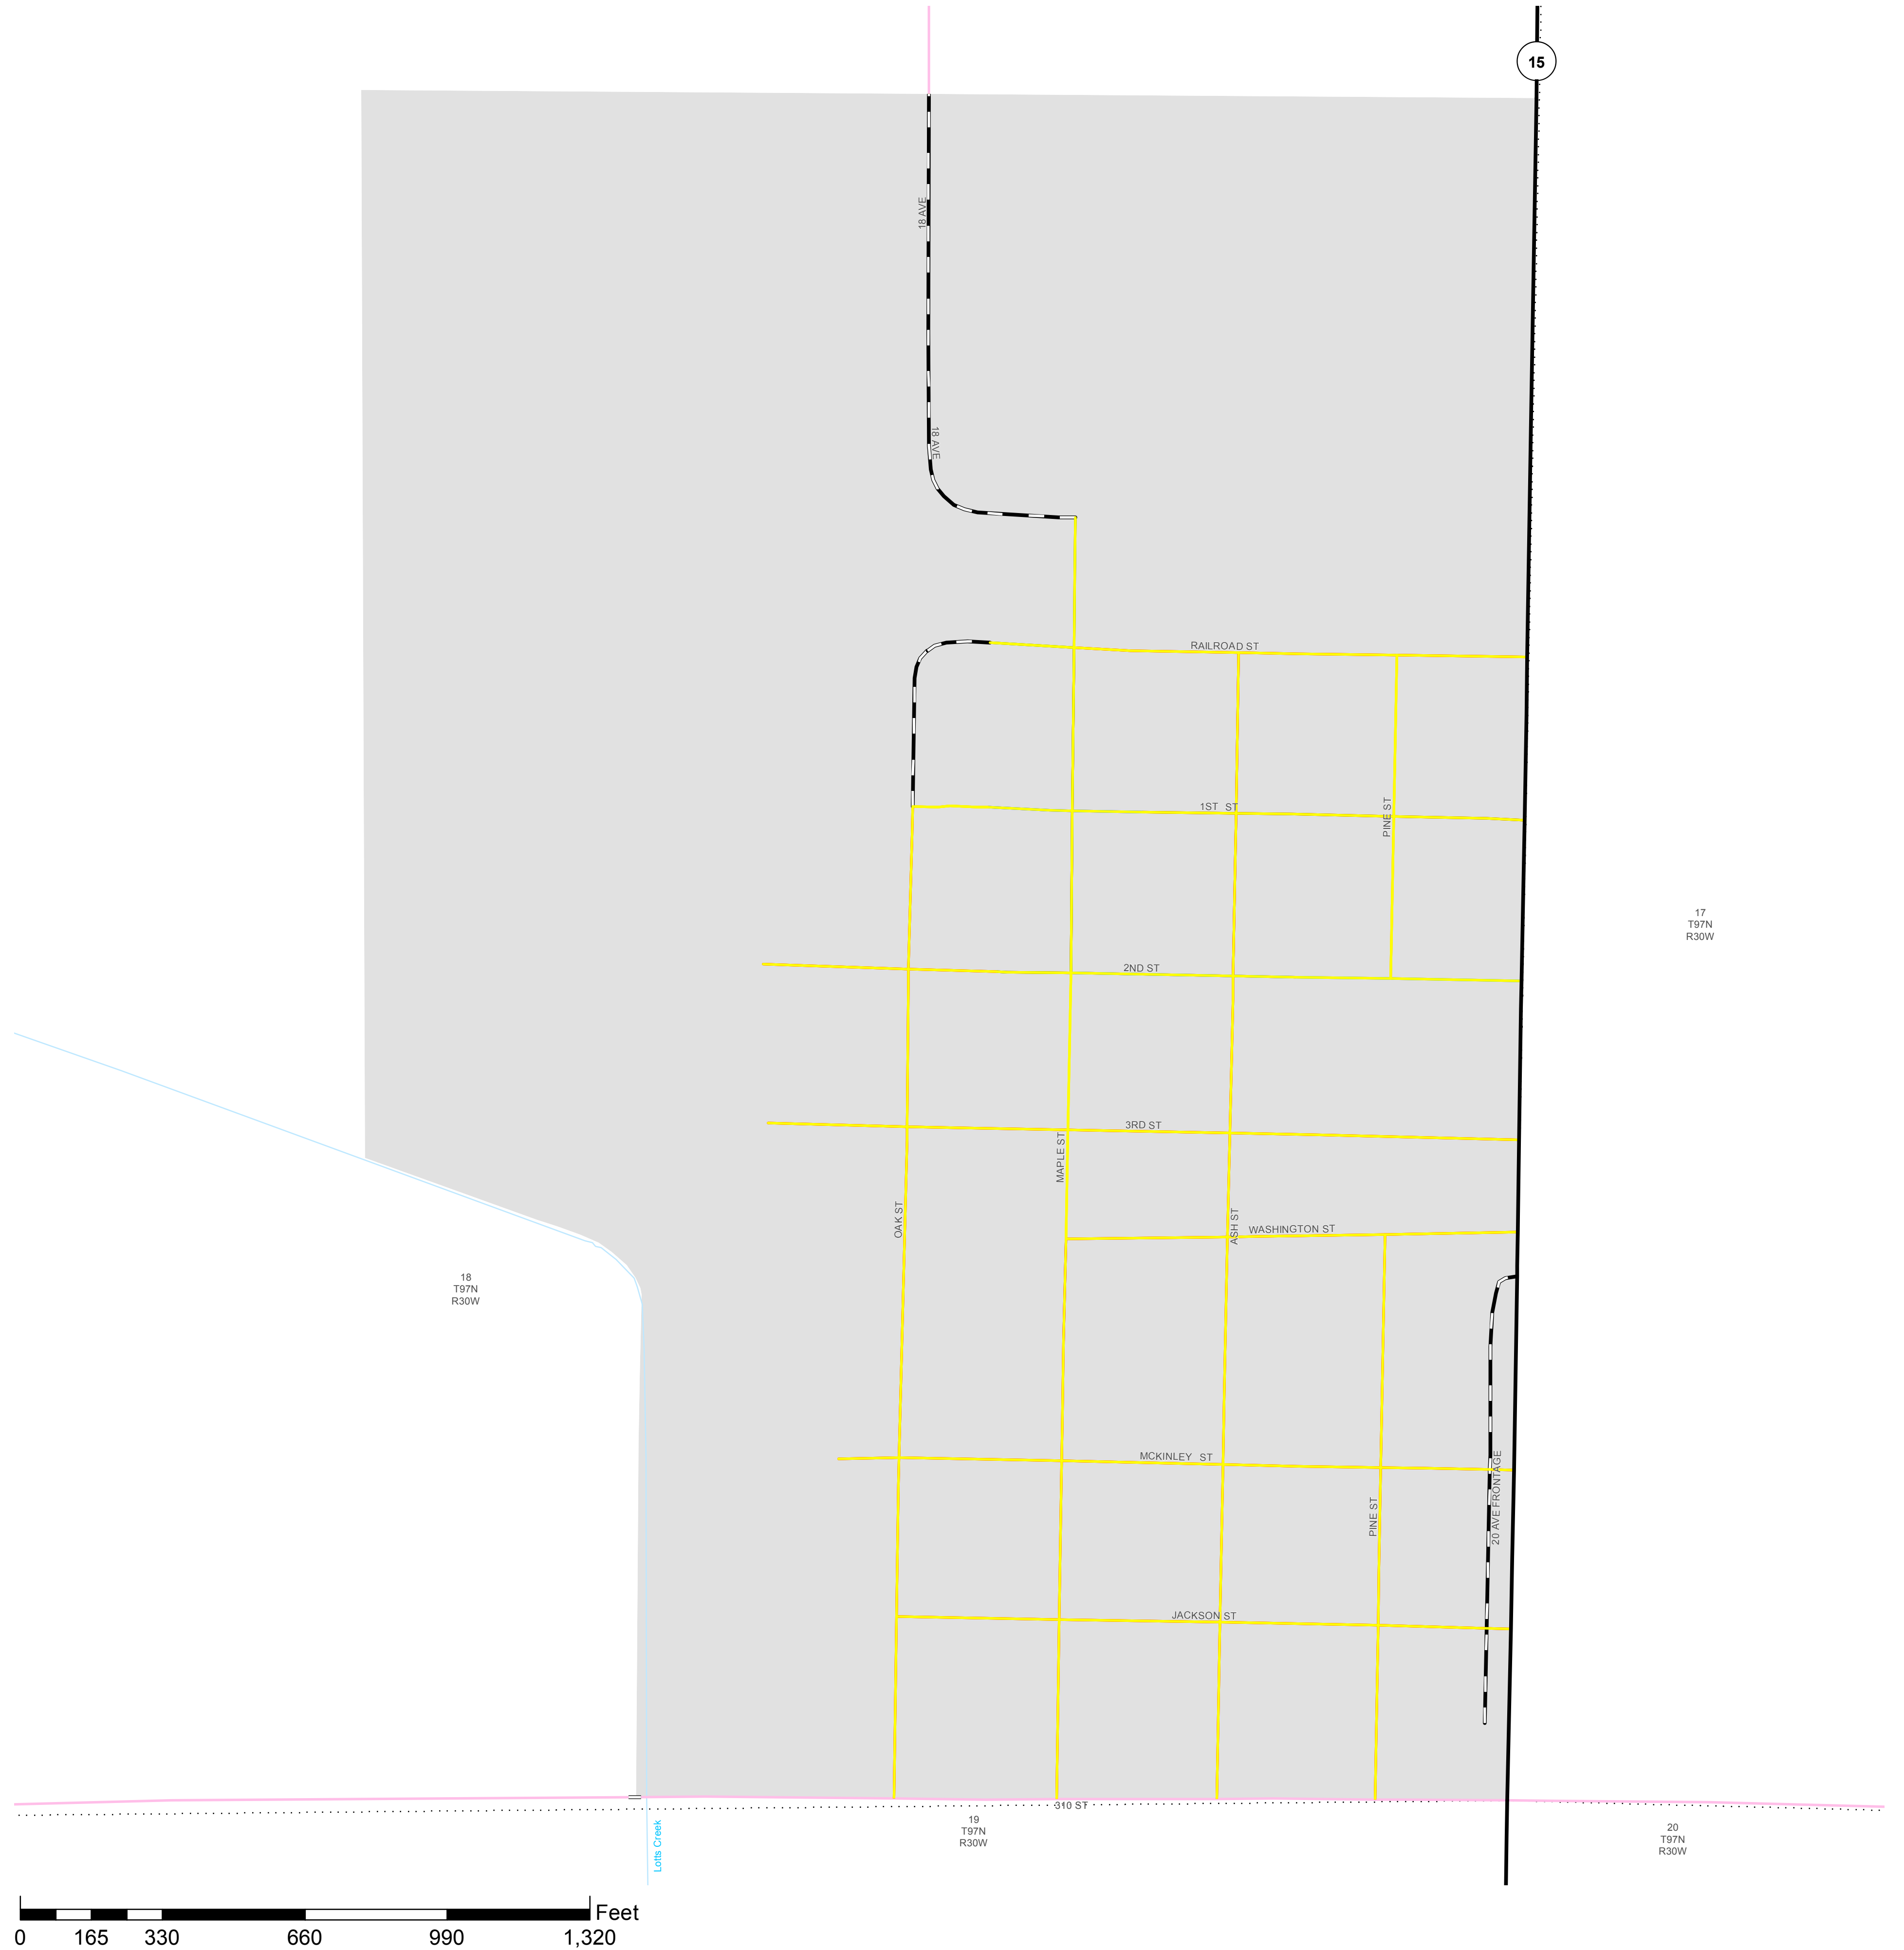 15
18 AVE
18 AVE
RAILROAD ST
1ST ST
PINE ST
17
T97N
R30W
2ND ST
3RD ST
MAPLE ST
OAK ST
ASH ST
WASHINGTON ST
18
T97N
R30W
MCKINLEY ST
20 AVE FRONTAGE
PINE ST
JACKSON ST
310 ST
19
T97N
R30W
20
T97N
R30W
Lotts Creek
Feet
0 165 330 660 990 1,320